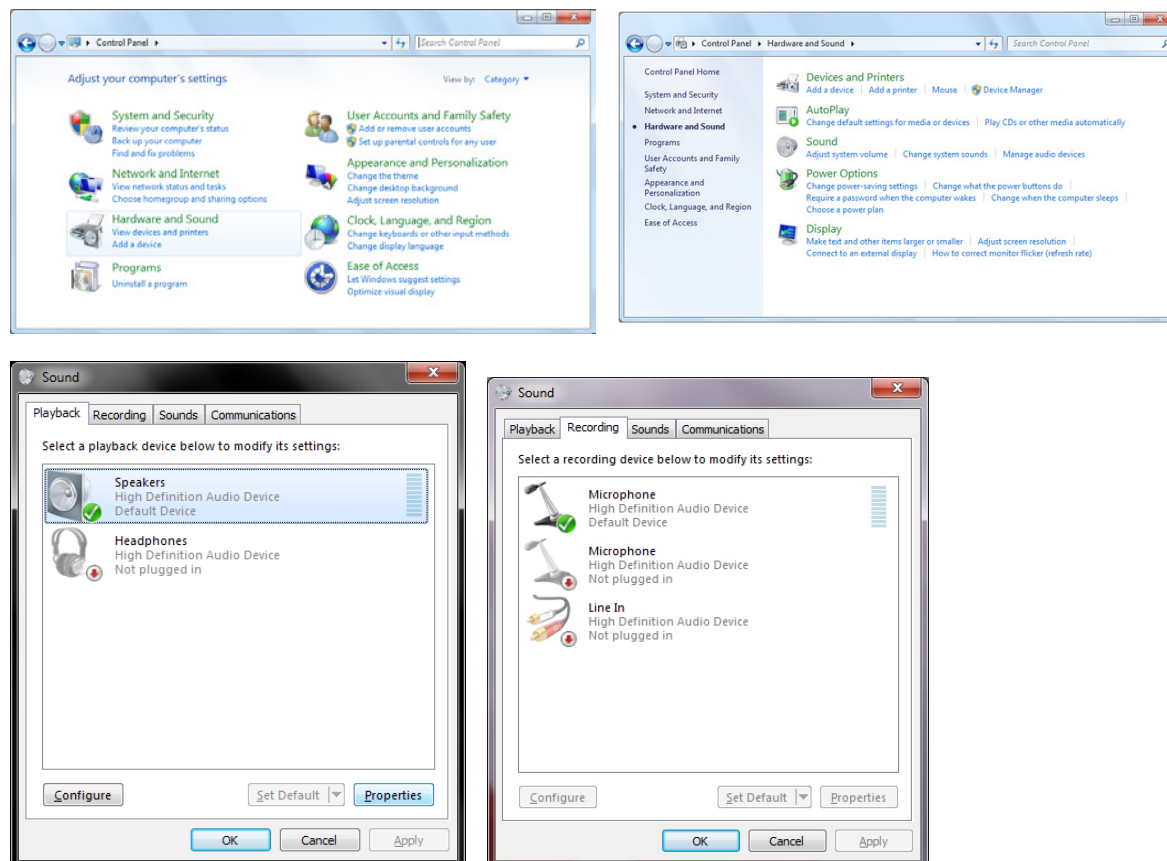 Control Panel
Search Control Panel
Adjust your computer's settings
View by: Category
System and Security
Review your computer's status
Back up your computer
Find and fix problems
Network and Internet
View network status and tasks
Choose homegroup and sharing options
Hardware and Sound
View devices and printers
Add a device
Programs
Uninstall a program
User Accounts and Family Safety
Add or remove user accounts
Set up parental controls for any user
Appearance and Personalization
Change the theme
Change desktop background
Adjust screen resolution
Clock, Language, and Region
Change keyboards or other input methods
Change display language
Ease of Access
Let Windows suggest settings
Optimize visual display
Control Panel Hardware and Sound
Search Control Panel
Control Panel Home
System and Security
Network and Internet
Hardware and Sound
Programs
User Accounts and Family
Safety
Appearance and
Personalization
Clock, Language, and Region
Ease of Access
Devices and Printers
Add a device Add a printer Mouse Device Manager
AutoPlay
Change default settings for media or devices Play CDs or other media automatically
Sound
Adjust system volume Change system sounds Manage audio devices
Power Options
Change power-saving settings Change what the power buttons do
Require a password when the computer wakes Change when the computer sleeps
Choose a power plan
Display
Make text and other items larger or smaller Adjust screen resolution
Connect to an external display How to correct monitor flicker (refresh rate)
Sound
Playback Recording Sounds Communications
Select a playback device below to modify its settings:
Speakers
High Definition Audio Device
Default Device
Headphones
High Definition Audio Device
Not plugged in
Configure Set Default Properties
OK Cancel Apply
Sound
Playback Recording Sounds Communications
Select a recording device below to modify its settings:
Microphone
High Definition Audio Device
Default Device
Microphone
High Definition Audio Device
Not plugged in
Line In
High Definition Audio Device
Not plugged in
Configure Set Default Properties
OK Cancel Apply